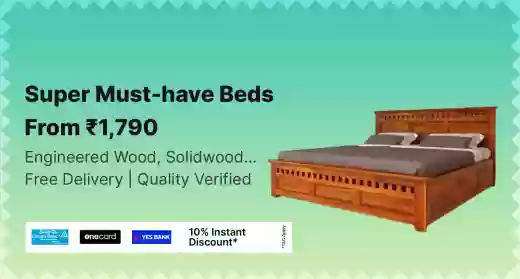 Super Must-have Beds
From ₹1,790
Engineered Wood, Solidwood...
Free Delivery | Quality Verified
onecard
YES BANK
10% Instant
Discount*
*T&C Apply